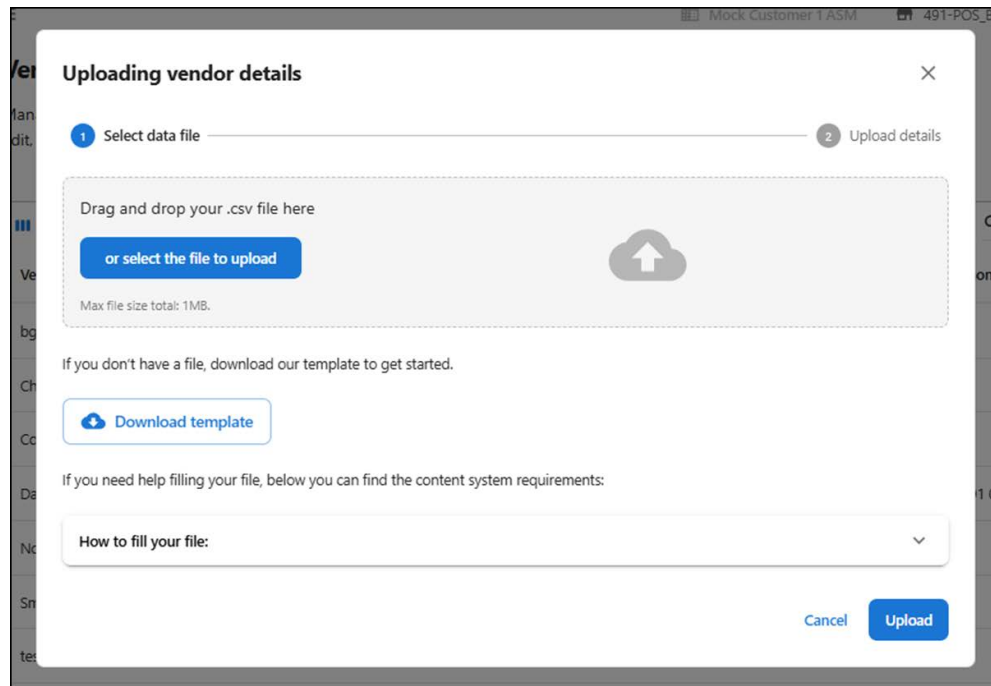 Mock Customer 1 ASM 491-POS_
Uploading vendor details
1 Select data file 2 Upload details
Drag and drop your .csv file here
or select the file to upload
Max file size total: 1MB.
If you don't have a file, download our template to get started.
Download template
If you need help filling your file, below you can find the content system requirements:
How to fill your file:
Cancel Upload